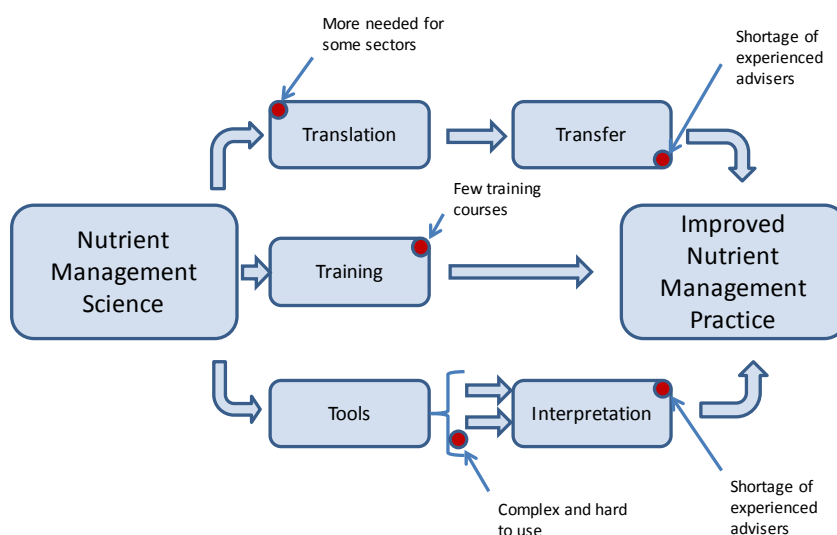 More needed for
some sectors
Shortage of
experienced
advisers
Translation
Transfer
Few training
courses
Nutrient
Management
Science
Training
Improved
Nutrient
Management
Practice
Tools
Interpretation
Complex and hard
to use
Shortage of
experienced
advisers